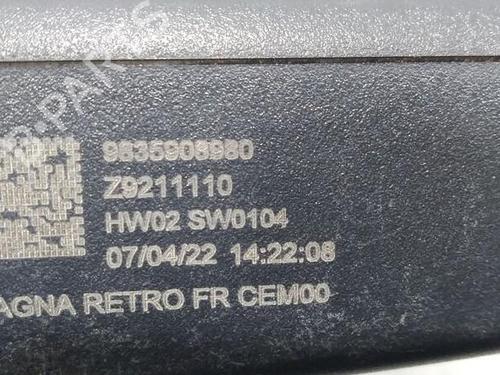 9835908980
Z9211110
HW02 SW0104
07/04/22 14:22:08
AGNA RETRO FR CEM00